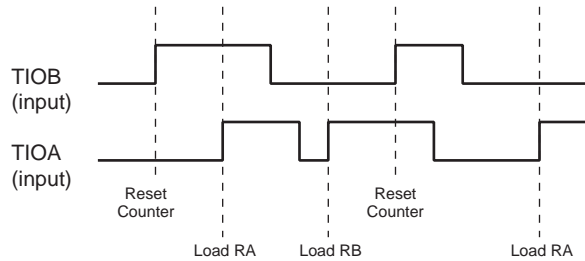 TIOB
(input)
TIOA
(input)
Reset
Counter
Reset
Counter
Load RA
Load RB
Load RA